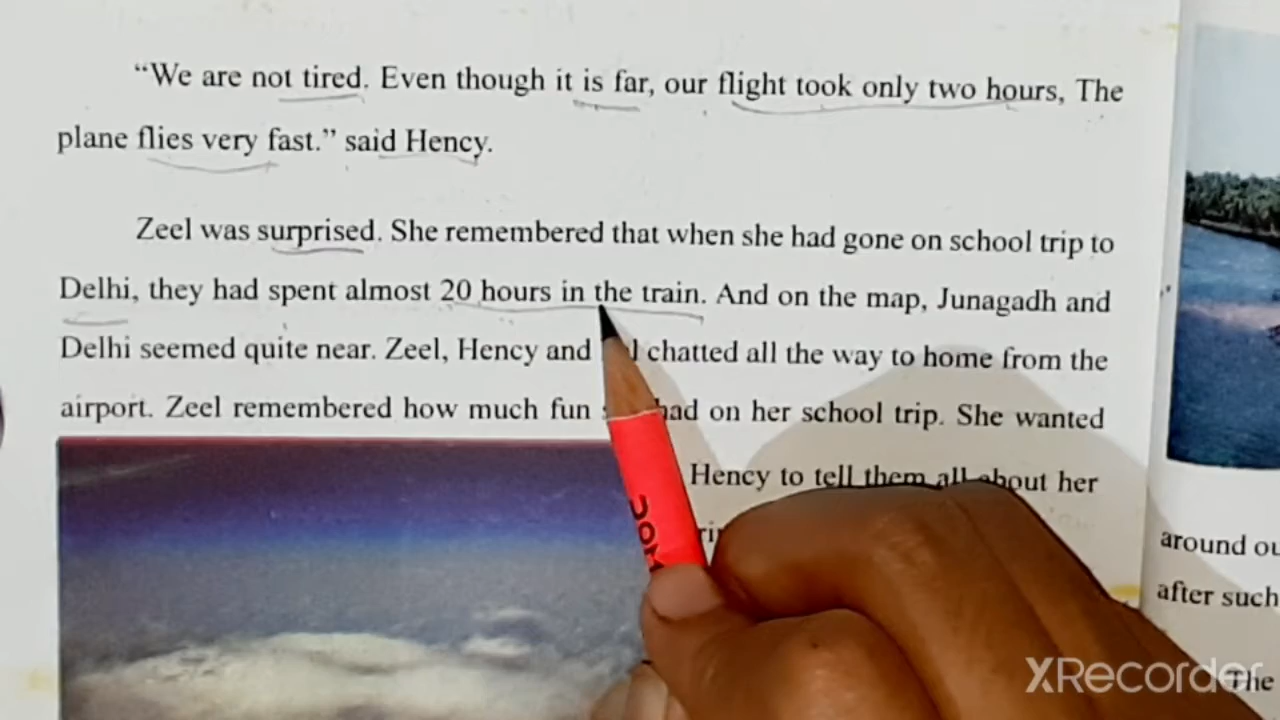 “We are not tired. Even though it is far, our flight took only two hours, The
plane flies very fast.” said Hency.
Zeel was surprised. She remembered that when she had gone on school trip to
Delhi, they had spent almost 20 hours in the train. And on the map, Junagadh and
Delhi seemed quite near. Zeel, Hency and chatted all the way to home from the
airport. Zeel remembered how much fun had on her school trip. She wanted
Hency to tell them all about her
around
after such
The
DOMS
XRecorder